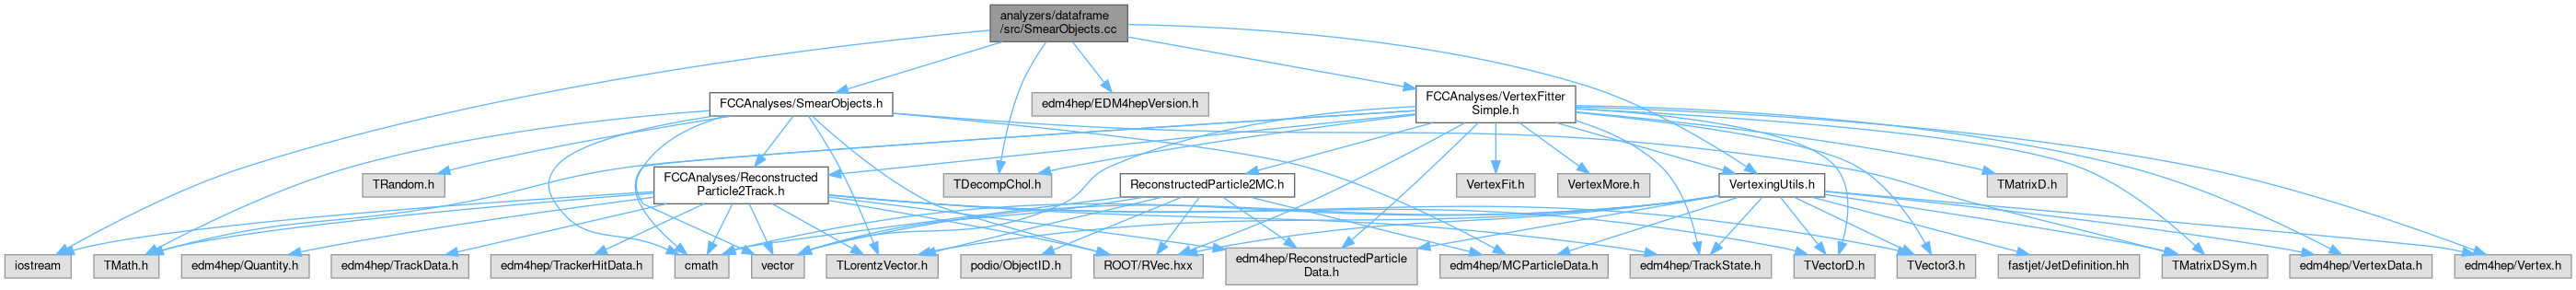 analyzers/dataframe
/src/SmearObjects.cc
FCCAnalyses/SmearObjects.h
edm4hep/EDM4hepVersion.h
FCCAnalyses/VertexFitter
Simple.h
TRandom.h
FCCAnalyses/Reconstructed
Particle2Track.h
TDecompChol.h
ReconstructedParticle2MC.h
VertexFit.h
VertexMore.h
VertexingUtils.h
TMatrixD.h
iostream
TMath.h
edm4hep/Quantity.h
edm4hep/TrackData.h
edm4hep/TrackerHitData.h
cmath
vector
TLorentzVector.h
podio/ObjectID.h
ROOT/RVec.hxx
edm4hep/ReconstructedParticle
Data.h
edm4hep/MCParticleData.h
edm4hep/TrackState.h
TVectorD.h
TVector3.h
fastjet/JetDefinition.hh
TMatrixDSym.h
edm4hep/VertexData.h
edm4hep/Vertex.h